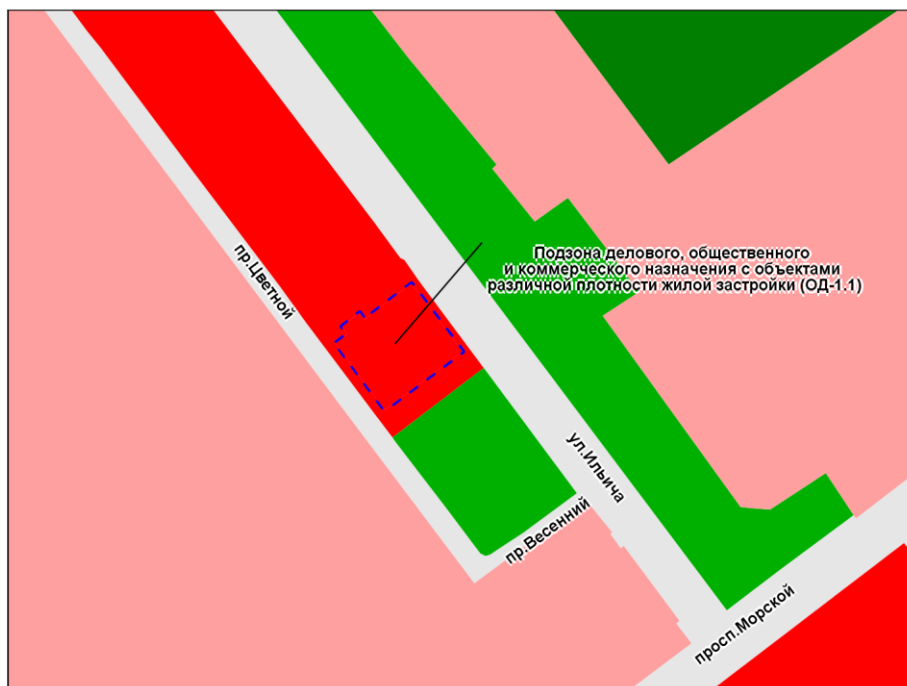 пр.Цветной
Подзона делового, общественного
и коммерческого назначения с объектами
различной плотности жилой застройки (ОД-1.1)
ул.Ильича
пр.Весенний
просп.Морской